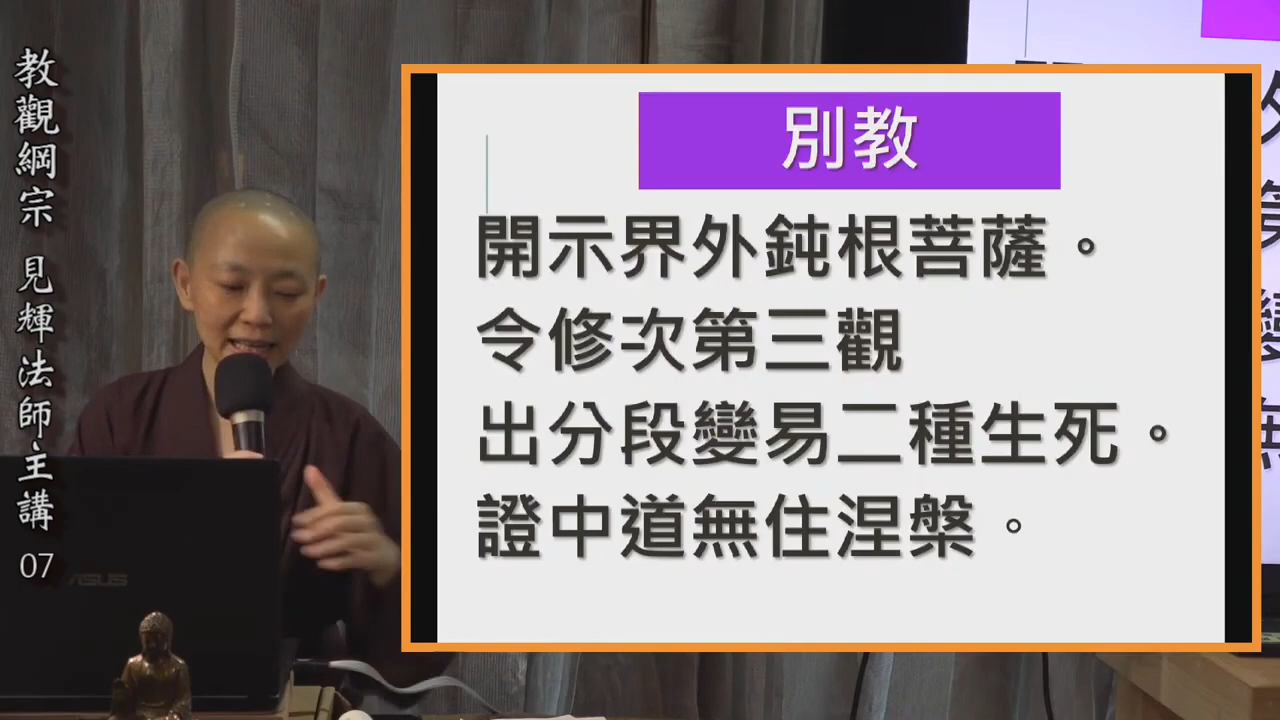 教觀綱宗 見輝法師主講 07
別教
開示界外鈍根菩薩。
令修次第三觀
出分段變易二種生死。
證中道無住涅槃。
ASUS